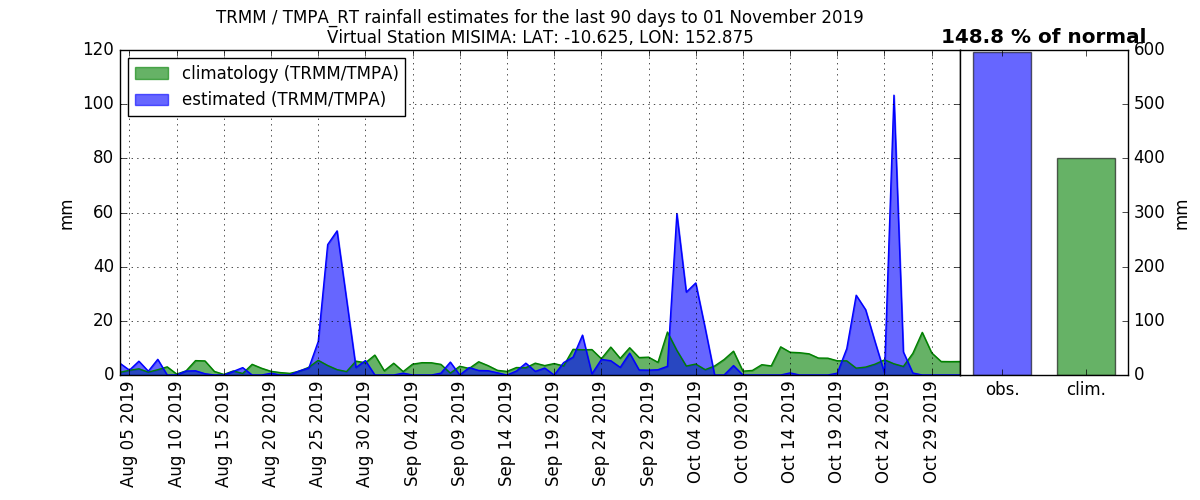 TRMM / TMPA_RT rainfall estimates for the last 90 days to 01 November 2019
Virtual Station MISIMA: LAT: -10.625, LON: 152.875
148.8 % of normal
climatology (TRMM/TMPA)
estimated (TRMM/TMPA)
120
100
80
60
40
20
0
mm
Aug 05 2019
Aug 10 2019
Aug 15 2019
Aug 20 2019
Aug 25 2019
Aug 30 2019
Sep 04 2019
Sep 09 2019
Sep 14 2019
Sep 19 2019
Sep 24 2019
Sep 29 2019
Oct 04 2019
Oct 09 2019
Oct 14 2019
Oct 19 2019
Oct 24 2019
Oct 29 2019
obs.
clim.
600
500
400
300
200
100
0
mm